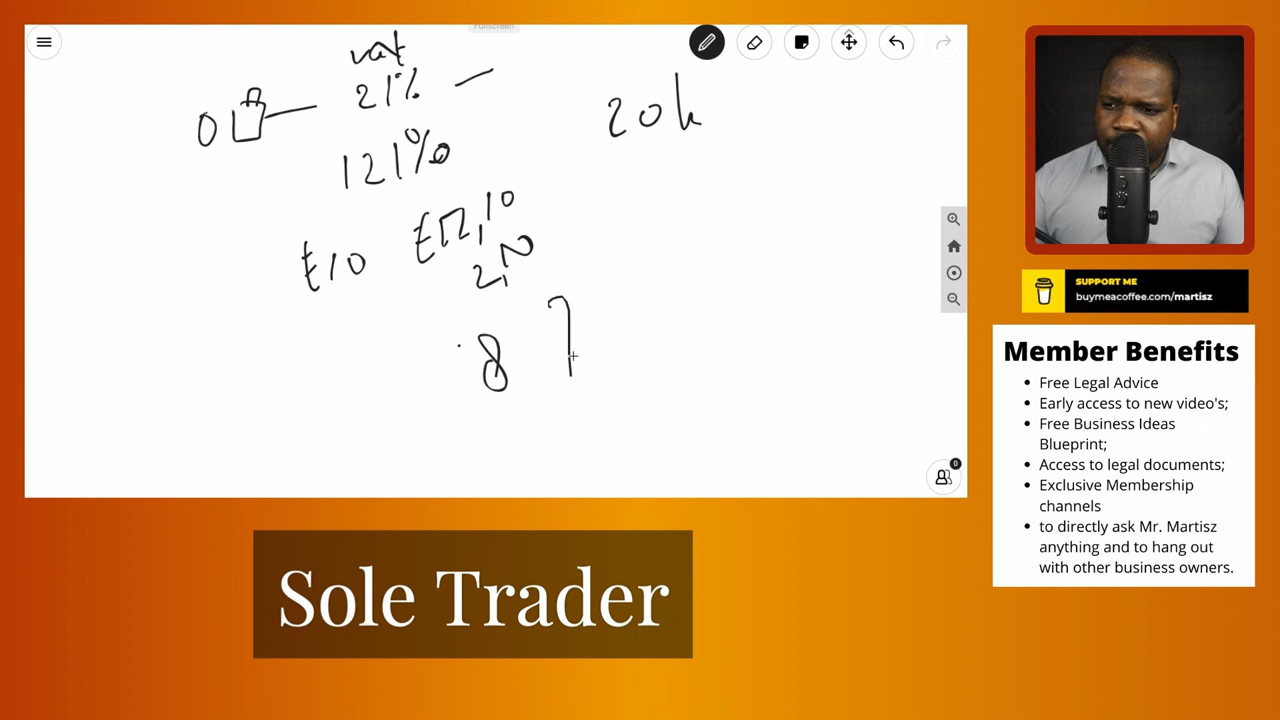 Fullscreen
vat
21%
20k
121%
€12,10
€10
2,10
8 7
0
SUPPORT ME
buymeacoffee.com/martisz
Member Benefits
• Free Legal Advice
• Early access to new video's;
• Free Business Ideas
Blueprint;
• Access to legal documents;
• Exclusive Membership
channels
• to directly ask Mr. Martisz
anything and to hang out
with other business owners.
Sole Trader